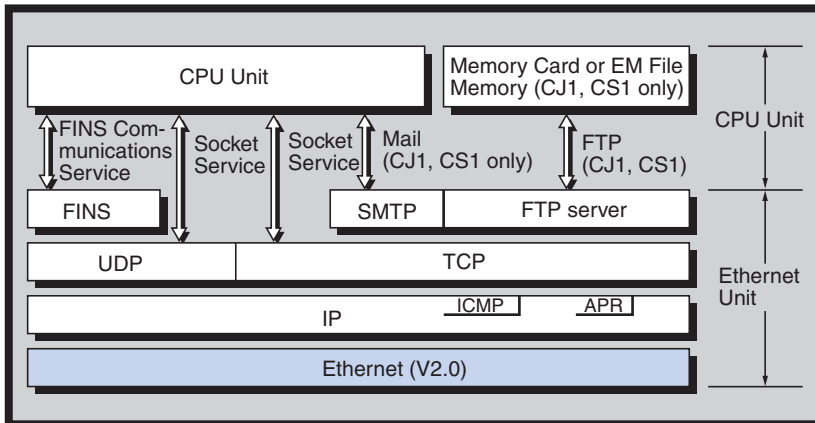 CPU Unit
Memory Card or EM File
Memory (CJ1, CS1 only)
CPU Unit
FINS Com-
munications
Service
Socket
Service
Socket
Service
Mail
(CJ1, CS1 only)
FTP
(CJ1, CS1)
FINS
SMTP
FTP server
UDP
TCP
Ethernet
Unit
ICMP
APR
IP
Ethernet (V2.0)